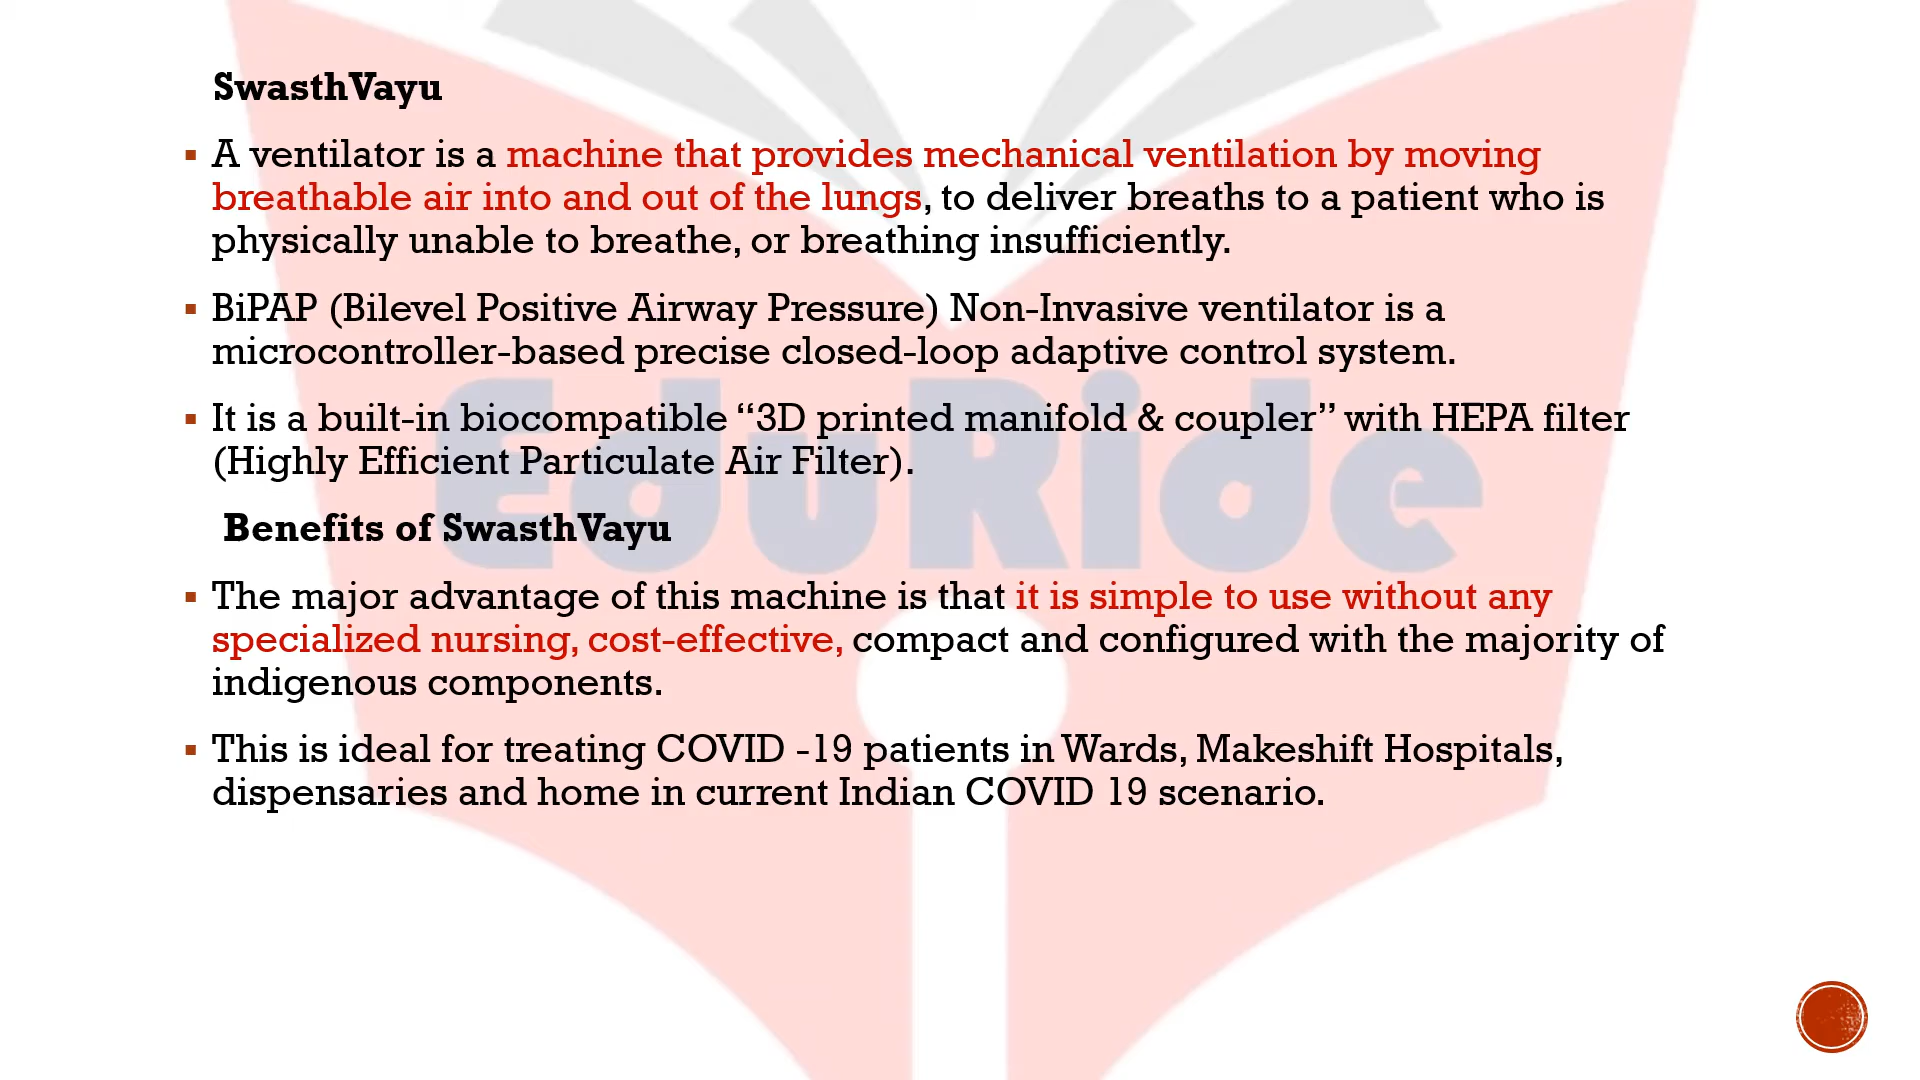 SwasthVayu
▪ A ventilator is a machine that provides mechanical ventilation by moving
breathable air into and out of the lungs, to deliver breaths to a patient who is
physically unable to breathe, or breathing insufficiently.
▪ BiPAP (Bilevel Positive Airway Pressure) Non-Invasive ventilator is a
microcontroller-based precise closed-loop adaptive control system.
▪ It is a built-in biocompatible “3D printed manifold & coupler” with HEPA filter
(Highly Efficient Particulate Air Filter).
EduRide
Benefits of SwasthVayu
▪ The major advantage of this machine is that it is simple to use without any
specialized nursing, cost-effective, compact and configured with the majority of
indigenous components.
▪ This is ideal for treating COVID -19 patients in Wards, Makeshift Hospitals,
dispensaries and home in current Indian COVID 19 scenario.